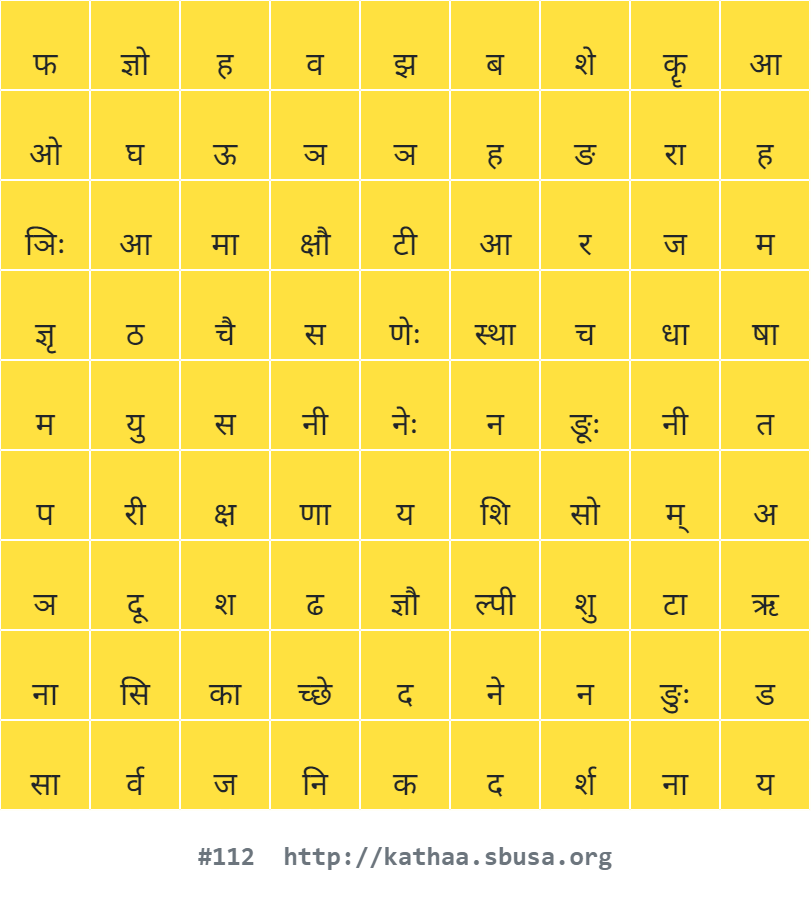 फ ज्ञो ह व झ ब शे कॄ आ
ओ घ ऊ ञ ञ ह ङ रा ह
ञिः आ मा क्षौ टी आ र ज म
ज्ञृ ठ चै स णेः स्था च धा षा
म यु स नी नेः न ङूः नी त
प री क्ष णा य शि सो म् अ
ञ दू श ढ ज्ञौ ल्पी शु टा ऋ
ना सि का च्छे द ने न ङुः ड
सा र्व ज नि क द र्श ना य
#112 http://kathaa.sbusa.org